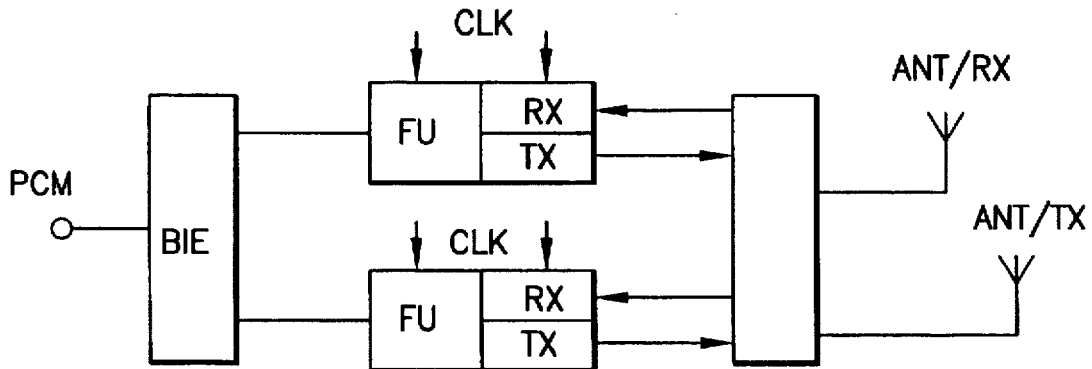 CLK
ANT/RX
FU
RX
TX
PCM
BIE
ANT/TX
CLK
FU
RX
TX